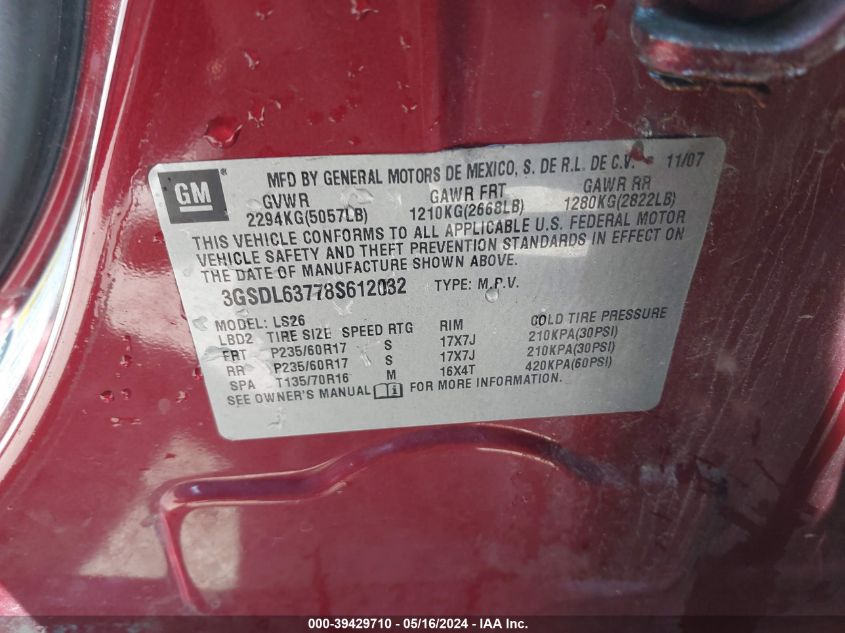 GM
MFD BY GENERAL MOTORS DE MEXICO, S. DE R.L. DE C.V. 11/07
GVWR GAWR FRT GAWR RR
2294KG(5057LB) 1210KG(2668LB) 1280KG(2822LB)
THIS VEHICLE CONFORMS TO ALL APPLICABLE U.S. FEDERAL MOTOR
VEHICLE SAFETY AND THEFT PREVENTION STANDARDS IN EFFECT ON
THE DATE OF MANUFACTURE SHOWN ABOVE.
3GSDL63778S612032 TYPE: M.P.V.
MODEL: LS26
LBD2 TIRE SIZE SPEED RTG RIM COLD TIRE PRESSURE
FRT P235/60R17 S 17X7J 210KPA(30PSI)
RR P235/60R17 S 17X7J 210KPA(30PSI)
SPA T135/70R16 M 16X4T 420KPA(60PSI)
SEE OWNER'S MANUAL FOR MORE INFORMATION.
000-39429710 - 05/16/2024 - IAA Inc.